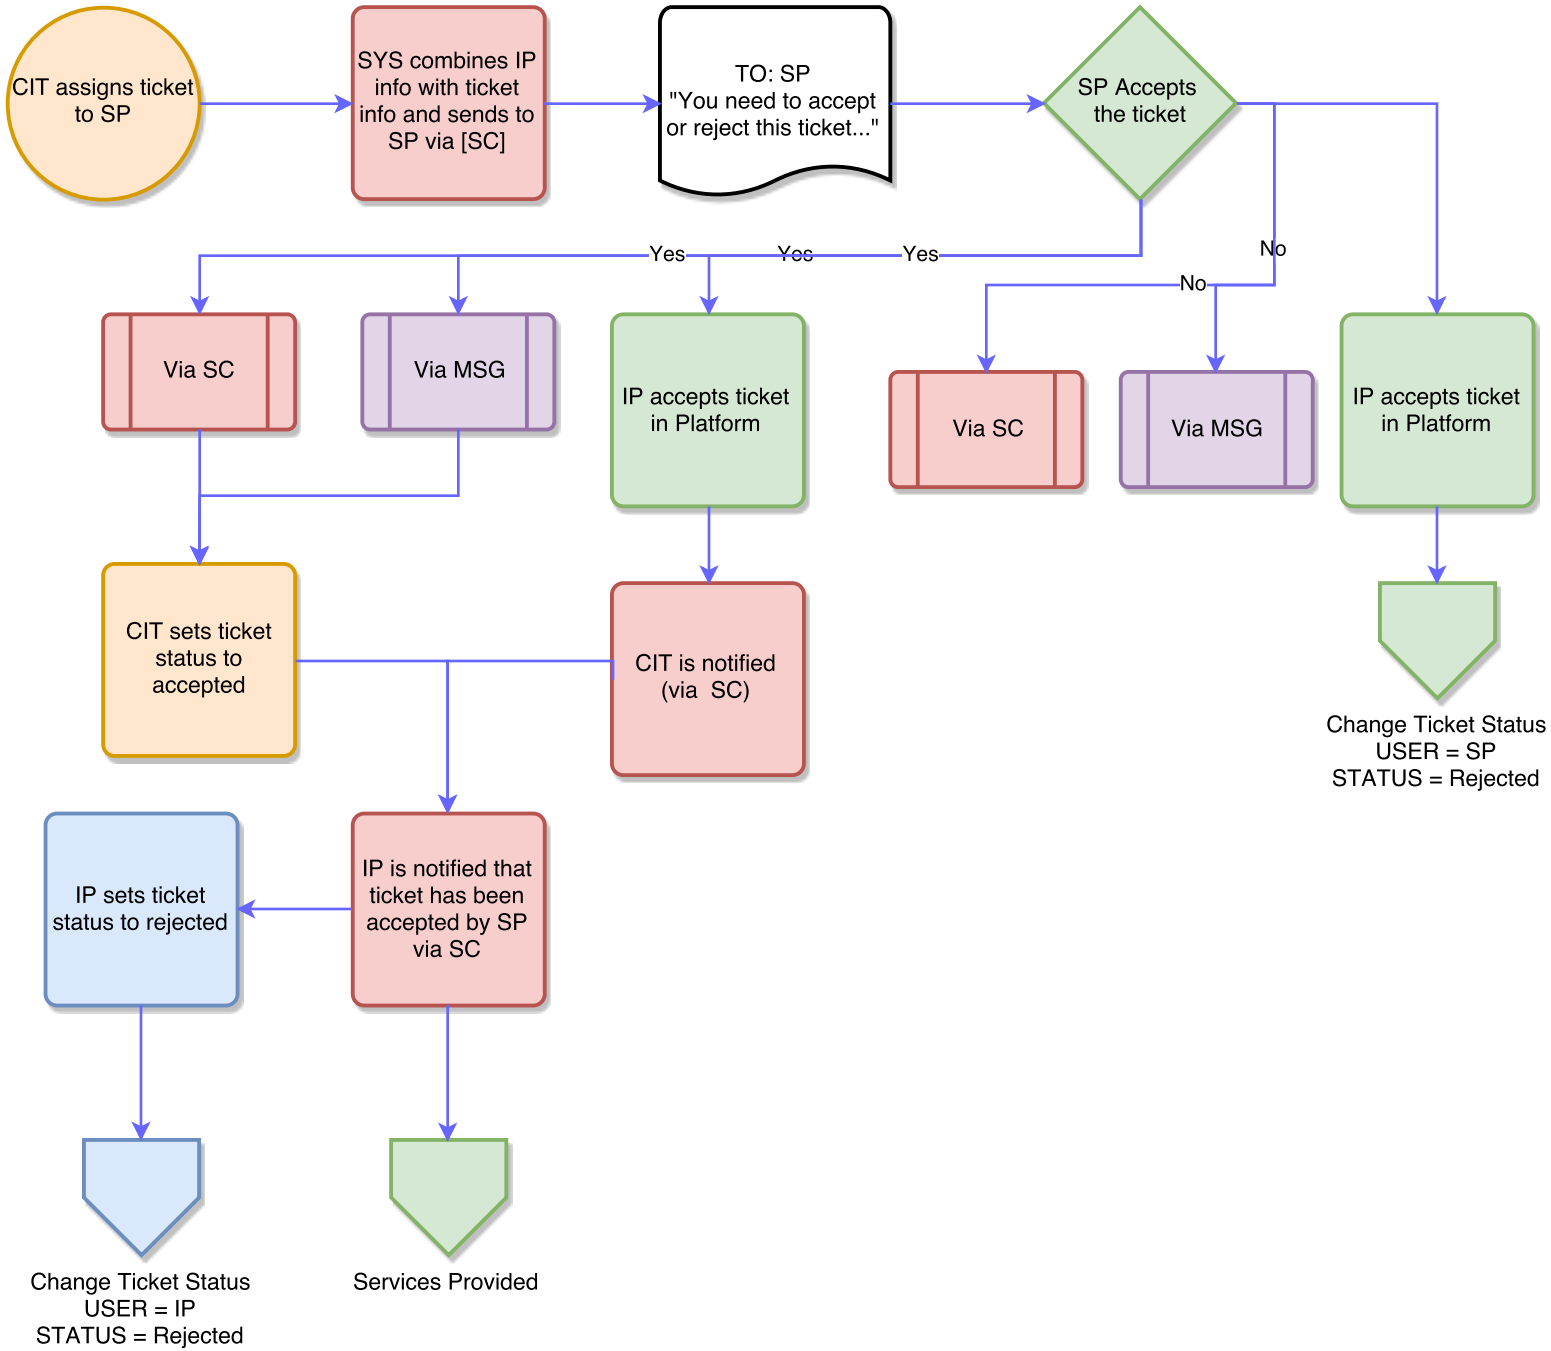 CIT assigns ticket
to SP
SYS combines IP
info with ticket
info and sends to
SP via [SC]
TO: SP
"You need to accept
or reject this ticket..."
SP Accepts
the ticket
Yes
Yes
Yes
No
No
Via SC
Via MSG
IP accepts ticket
in Platform
Via SC
Via MSG
IP accepts ticket
in Platform
CIT sets ticket
status to
accepted
CIT is notified
(via  SC)
Change Ticket Status
USER = SP
STATUS = Rejected
IP sets ticket
status to rejected
IP is notified that
ticket has been
accepted by SP
via SC
Change Ticket Status
USER = IP
STATUS = Rejected
Services Provided